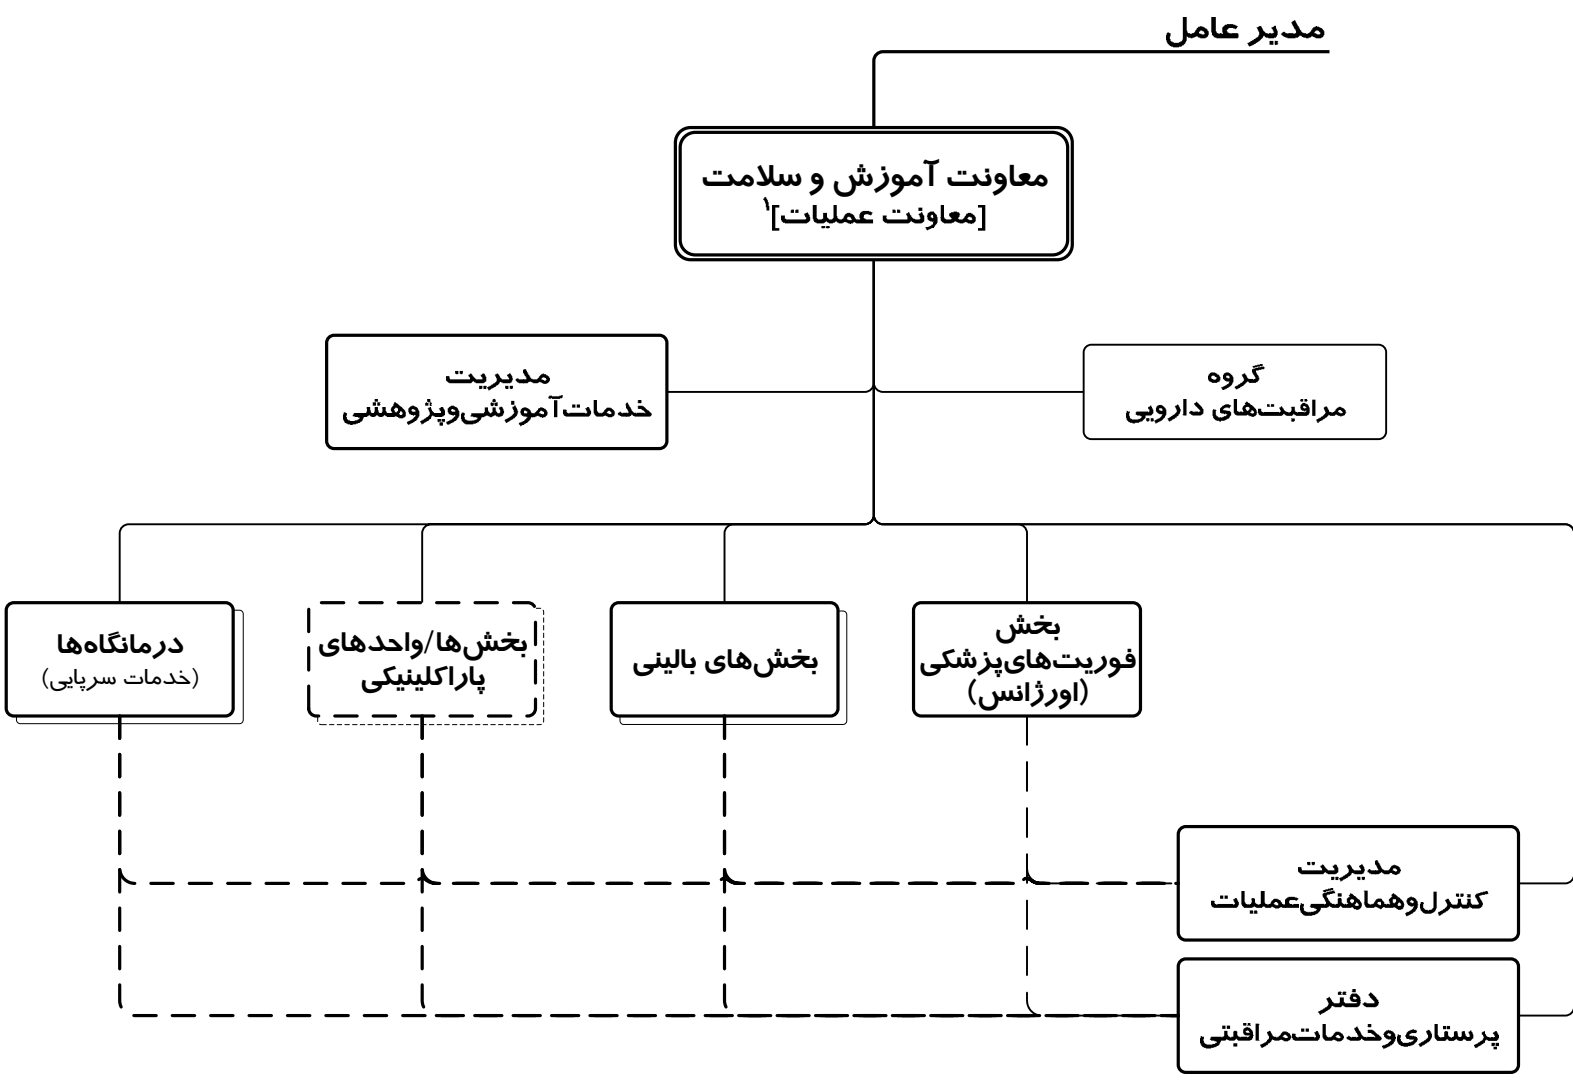 مدیر عامل
معاونت آموزش و سلامت
[معاونت عملیات]۱
گروه
مراقبت‌های دارویی
مدیریت
خدمات‌آموزشی‌وپژوهشی
بخش
فوریت‌های‌پزشکی
(اورژانس)
بخش‌های بالینی
بخش‌ها/واحدهای
پاراکلینیکی
درمانگاه‌ها
(خدمات سرپایی)
مدیریت
کنترل‌وهماهنگی‌عملیات
دفتر
پرستاری‌وخدمات‌مراقبتی